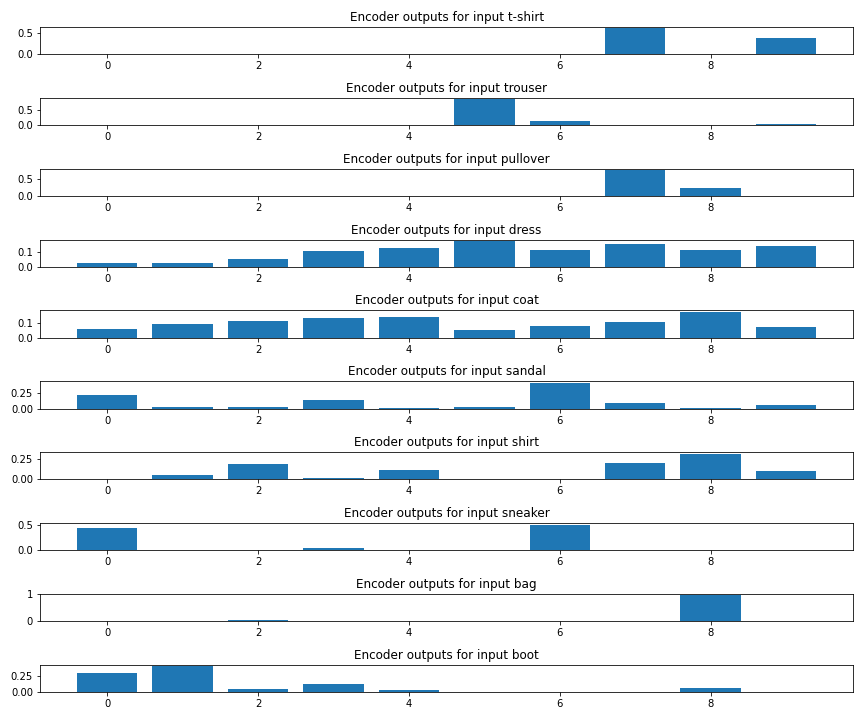 Encoder outputs for input t-shirt
0.5
0.0
0 2 4 6 8
Encoder outputs for input trouser
0.5
0.0
0 2 4 6 8
Encoder outputs for input pullover
0.5
0.0
0 2 4 6 8
Encoder outputs for input dress
0.1
0.0
0 2 4 6 8
Encoder outputs for input coat
0.1
0.0
0 2 4 6 8
Encoder outputs for input sandal
0.25
0.00
0 2 4 6 8
Encoder outputs for input shirt
0.25
0.00
0 2 4 6 8
Encoder outputs for input sneaker
0.5
0.0
0 2 4 6 8
Encoder outputs for input bag
1
0
0 2 4 6 8
Encoder outputs for input boot
0.25
0.00
0 2 4 6 8